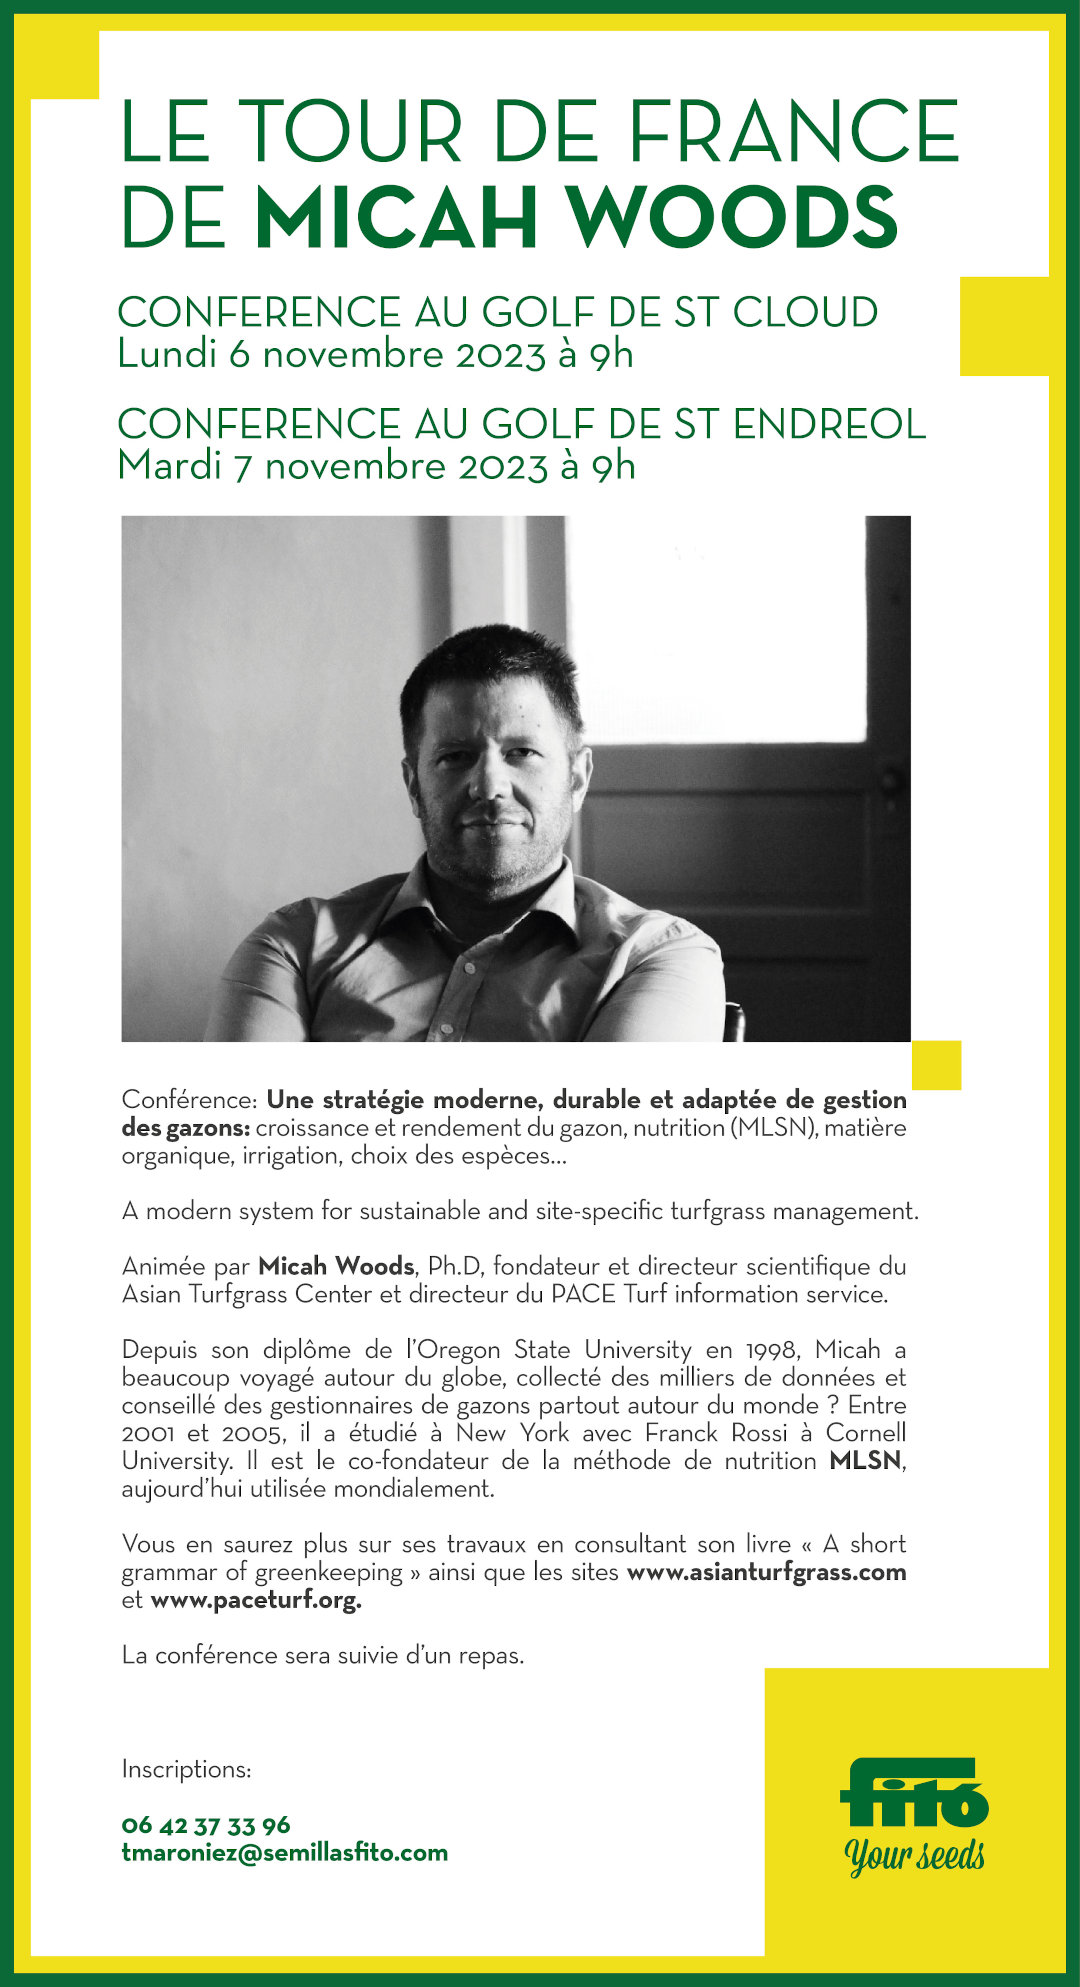 LE TOUR DE FRANCE
DE MICAH WOODS
CONFERENCE AU GOLF DE ST CLOUD
Lundi 6 novembre 2023 à 9h
CONFERENCE AU GOLF DE ST ENDREOL
Mardi 7 novembre 2023 à 9h
Conférence: Une stratégie moderne, durable et adaptée de gestion
des gazons: croissance et rendement du gazon, nutrition (MLSN), matière
organique, irrigation, choix des espèces...
A modern system for sustainable and site-specific turfgrass management.
Animée par Micah Woods, Ph.D, fondateur et directeur scientifique du
Asian Turfgrass Center et directeur du PACE Turf information service.
Depuis son diplôme de l'Oregon State University en 1998, Micah a
beaucoup voyagé autour du globe, collecté des milliers de données et
conseillé des gestionnaires de gazons partout autour du monde ? Entre
2001 et 2005, il a étudié à New York avec Franck Rossi à Cornell
University. Il est le co-fondateur de la méthode de nutrition MLSN,
aujourd'hui utilisée mondialement.
Vous en saurez plus sur ses travaux en consultant son livre « A short
grammar of greenkeeping » ainsi que les sites www.asianturfgrass.com
et www.paceturf.org.
La conférence sera suivie d'un repas.
Inscriptions:
06 42 37 33 96
tmaroniez@semillasfito.com
fitó
Your seeds